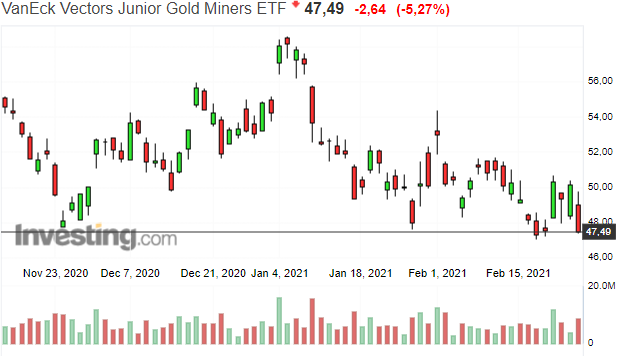 VanEck Vectors Junior Gold Miners ETF 47,49 -2,64 (-5,27%)
56,00
54,00
52,00
50,00
48,00
47,49
46,00
Investing.com
Nov 23, 2020 Dec 7, 2020 Dec 21, 2020 Jan 4, 2021 Jan 18, 2021 Feb 1, 2021 Feb 15, 2021
20.0M
0